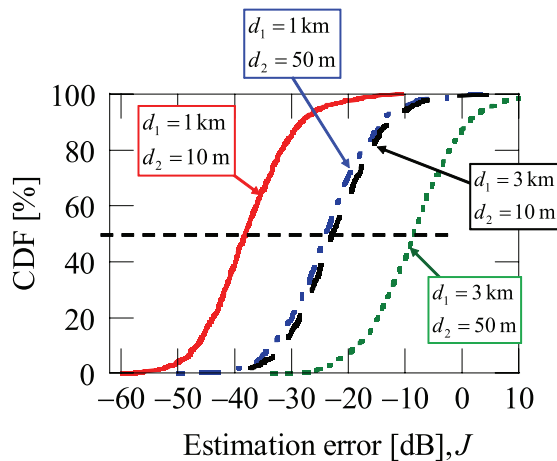 d₁ = 1 km
d₂ = 50 m
d₁ = 1 km
d₂ = 10 m
d₁ = 3 km
d₂ = 10 m
d₁ = 3 km
d₂ = 50 m
CDF [%]
100
80
60
40
20
0
−60 −50 −40 −30 −20 −10 0 10
Estimation error [dB], J